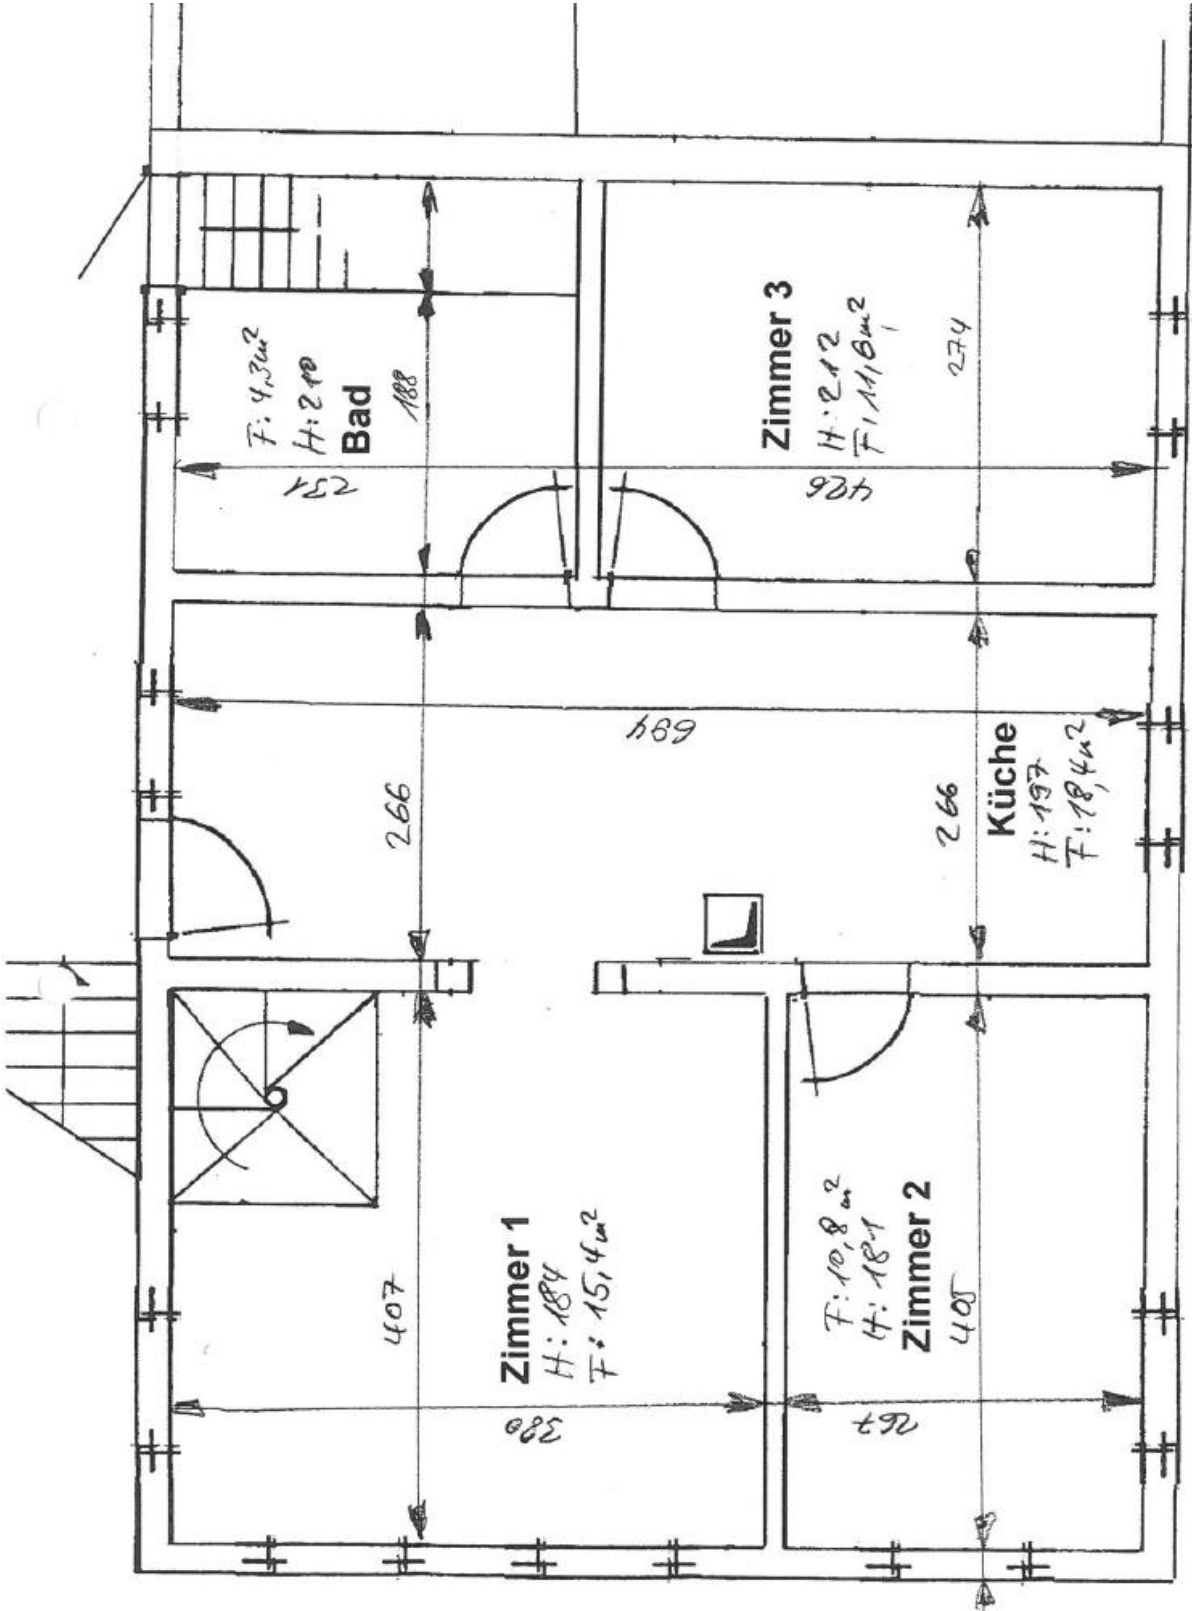 F: 4,3m²
H: 210
Bad
188
231
Zimmer 3
H: 212
F: 11,6m²
274
426
694
266
266
Küche
H: 197
F: 18,4m²
Zimmer 1
H: 184
F: 15,4m²
407
380
F: 10,8m²
H: 181
Zimmer 2
405
267